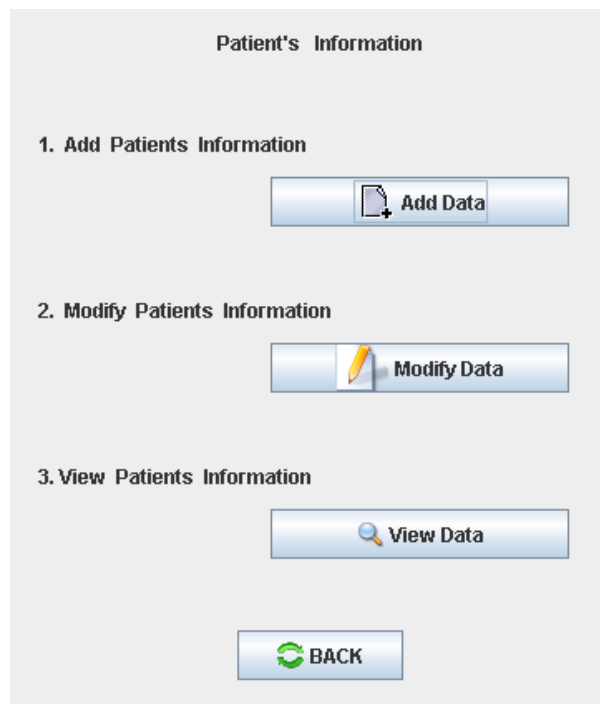 Patient's Information
1. Add Patients Information
Add Data
2. Modify Patients Information
Modify Data
3. View Patients Information
View Data
BACK